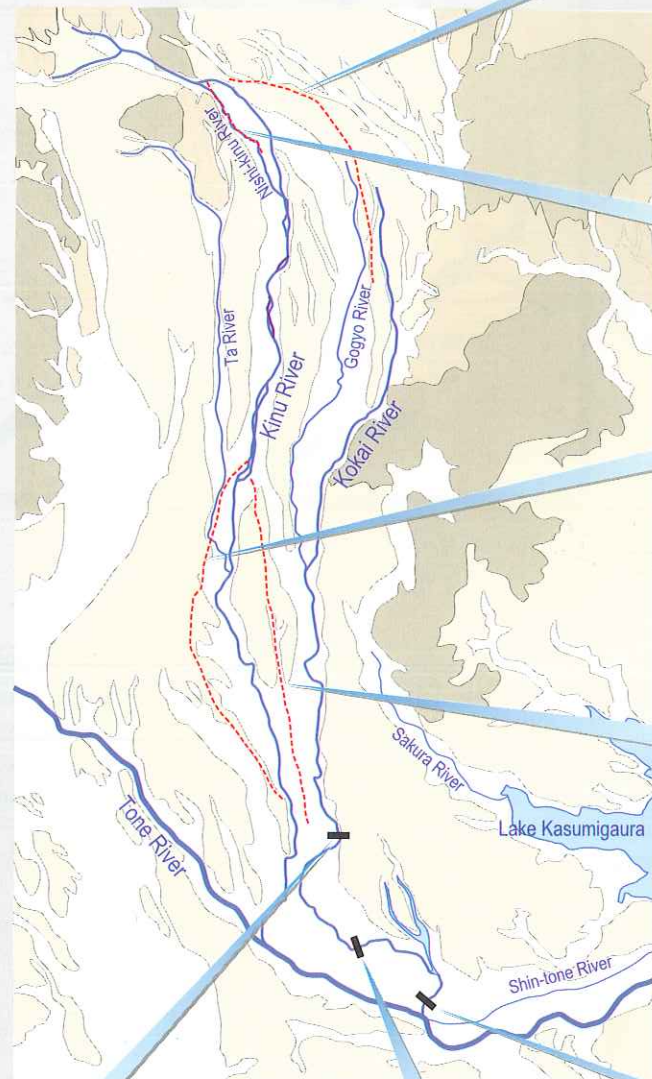 Nishi-kinu River
Ta River
Gogyo River
Kinu River
Kokai River
Sakura River
Lake Kasumigaura
Tone River
Shin-tone River